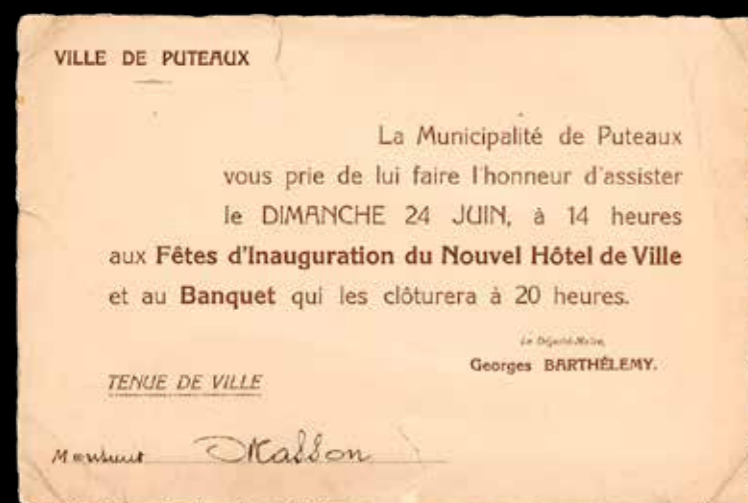 VILLE DE PUTEAUX
La Municipalité de Puteaux
vous prie de lui faire l'honneur d'assister
le DIMANCHE 24 JUIN, à 14 heures
aux Fêtes d'Inauguration du Nouvel Hôtel de Ville
et au Banquet qui les clôturera à 20 heures.
Le Député-Maire,
Georges BARTHÉLEMY.
TENUE DE VILLE
Monsieur Masson